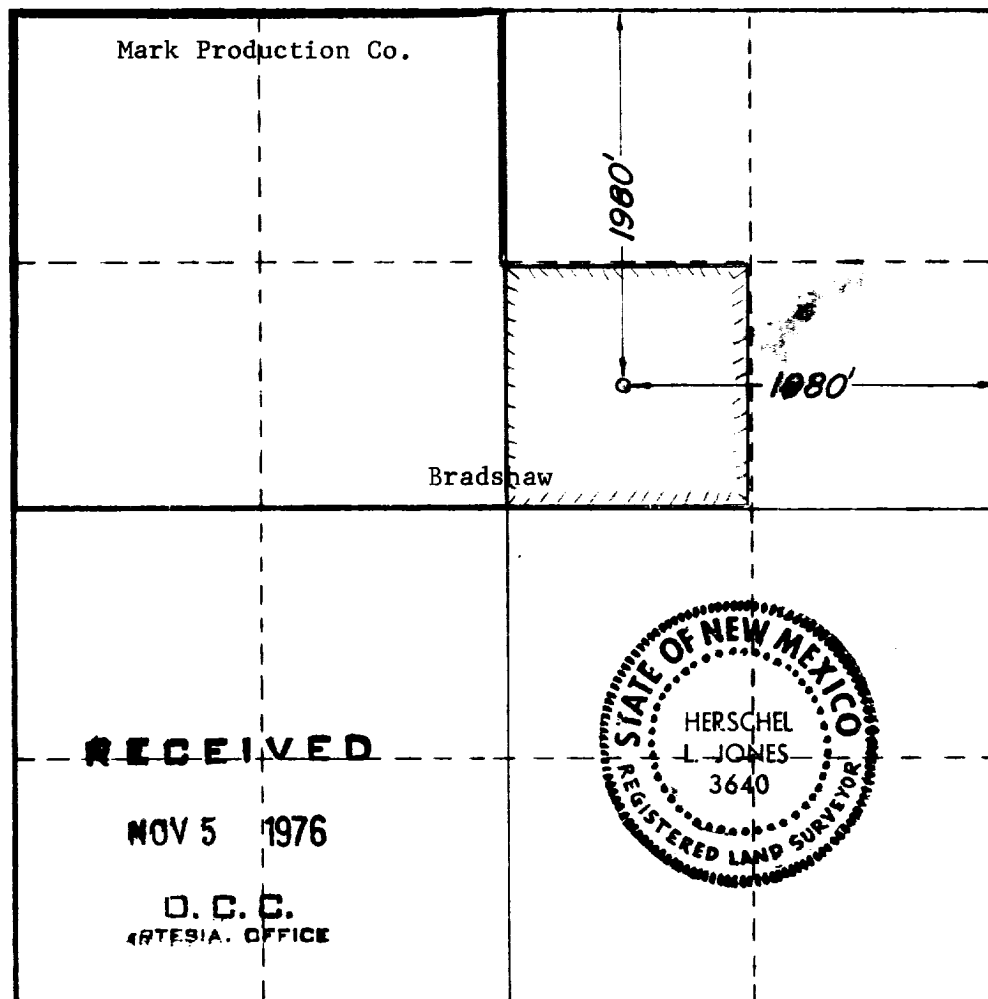 Mark Production Co.
1980'
1980'
Bradshaw
STATE OF NEW MEXICO
HERSCHEL
L. JONES
3640
REGISTERED LAND SURVEYOR
RECEIVED
NOV 5 1976
O. C. C.
ARTESIA, OFFICE